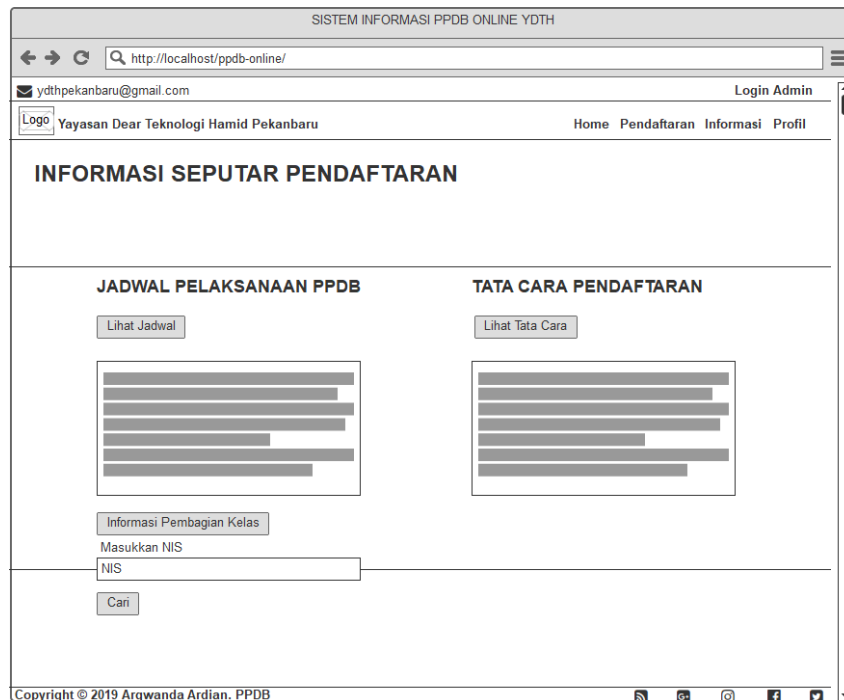 SISTEM INFORMASI PPDB ONLINE YDTH
http://localhost/ppdb-online/
ydthpekanbaru@gmail.com Login Admin
Logo Yayasan Dear Teknologi Hamid Pekanbaru Home Pendaftaran Informasi Profil
INFORMASI SEPUTAR PENDAFTARAN
JADWAL PELAKSANAAN PPDB TATA CARA PENDAFTARAN
Lihat Jadwal Lihat Tata Cara
Informasi Pembagian Kelas
Masukkan NIS
NIS
Cari
Copyright © 2019 Arqwanda Ardian. PPDB